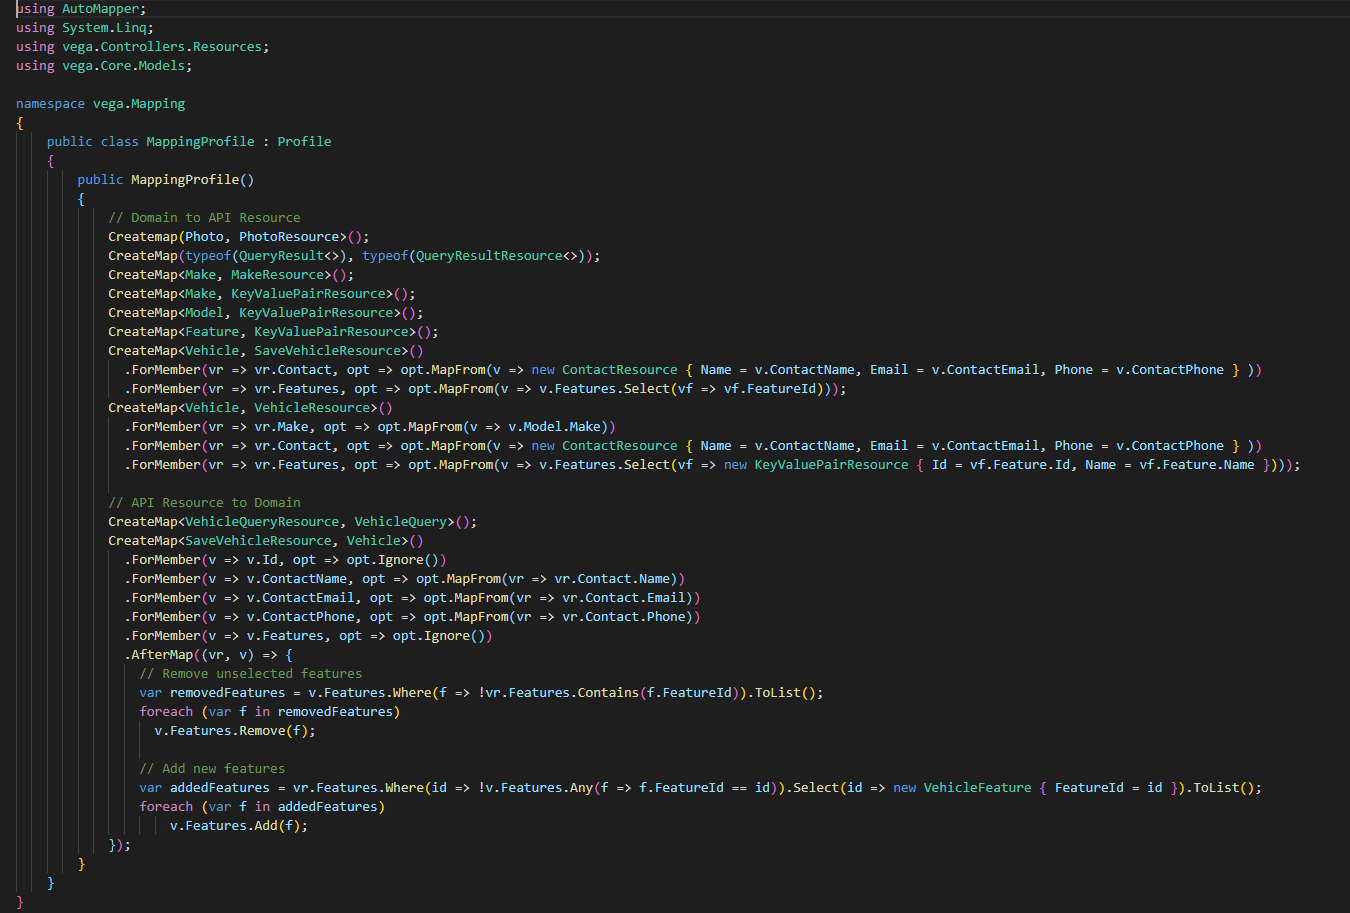 using AutoMapper;
using System.Linq;
using vega.Controllers.Resources;
using vega.Core.Models;

namespace vega.Mapping
{
    public class MappingProfile : Profile
    {
        public MappingProfile()
        {
            // Domain to API Resource
            Createmap(Photo, PhotoResource>();
            CreateMap(typeof(QueryResult<>), typeof(QueryResultResource<>));
            CreateMap<Make, MakeResource>();
            CreateMap<Make, KeyValuePairResource>();
            CreateMap<Model, KeyValuePairResource>();
            CreateMap<Feature, KeyValuePairResource>();
            CreateMap<Vehicle, SaveVehicleResource>()
              .ForMember(vr => vr.Contact, opt => opt.MapFrom(v => new ContactResource { Name = v.ContactName, Email = v.ContactEmail, Phone = v.ContactPhone } ))
              .ForMember(vr => vr.Features, opt => opt.MapFrom(v => v.Features.Select(vf => vf.FeatureId)));
            CreateMap<Vehicle, VehicleResource>()
              .ForMember(vr => vr.Make, opt => opt.MapFrom(v => v.Model.Make))
              .ForMember(vr => vr.Contact, opt => opt.MapFrom(v => new ContactResource { Name = v.ContactName, Email = v.ContactEmail, Phone = v.ContactPhone } ))
              .ForMember(vr => vr.Features, opt => opt.MapFrom(v => v.Features.Select(vf => new KeyValuePairResource { Id = vf.Feature.Id, Name = vf.Feature.Name })));

            // API Resource to Domain
            CreateMap<VehicleQueryResource, VehicleQuery>();
            CreateMap<SaveVehicleResource, Vehicle>()
              .ForMember(v => v.Id, opt => opt.Ignore())
              .ForMember(v => v.ContactName, opt => opt.MapFrom(vr => vr.Contact.Name))
              .ForMember(v => v.ContactEmail, opt => opt.MapFrom(vr => vr.Contact.Email))
              .ForMember(v => v.ContactPhone, opt => opt.MapFrom(vr => vr.Contact.Phone))
              .ForMember(v => v.Features, opt => opt.Ignore())
              .AfterMap((vr, v) => {
                // Remove unselected features
                var removedFeatures = v.Features.Where(f => !vr.Features.Contains(f.FeatureId)).ToList();
                foreach (var f in removedFeatures)
                  v.Features.Remove(f);

                // Add new features
                var addedFeatures = vr.Features.Where(id => !v.Features.Any(f => f.FeatureId == id)).Select(id => new VehicleFeature { FeatureId = id }).ToList();
                foreach (var f in addedFeatures)
                    v.Features.Add(f);
            });
        }
    }
}